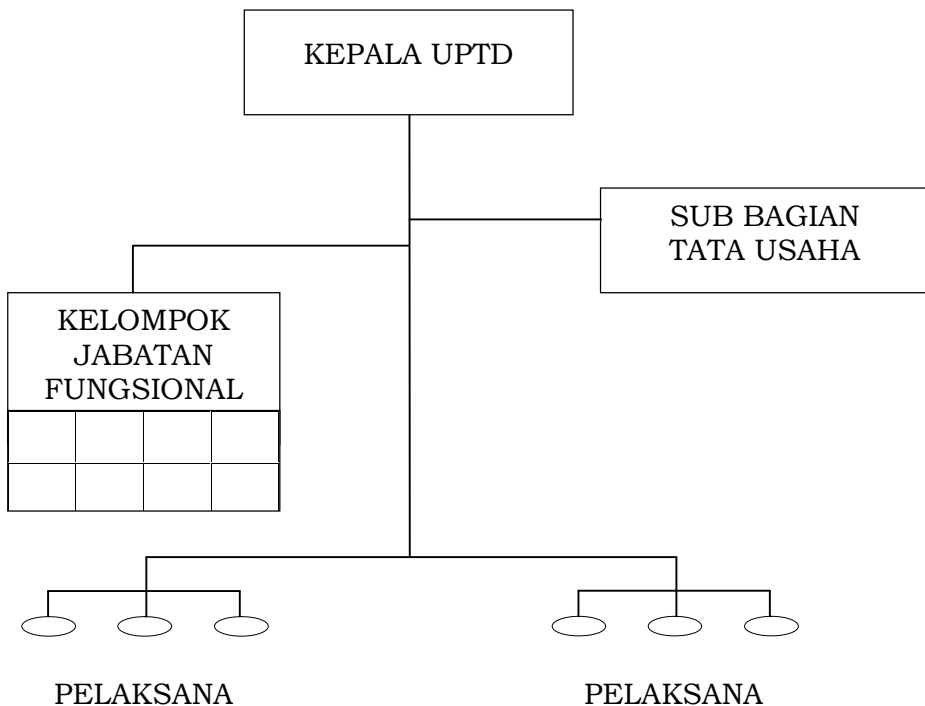 KEPALA UPTD
SUB BAGIAN
TATA USAHA
KELOMPOK
JABATAN
FUNGSIONAL
PELAKSANA
PELAKSANA